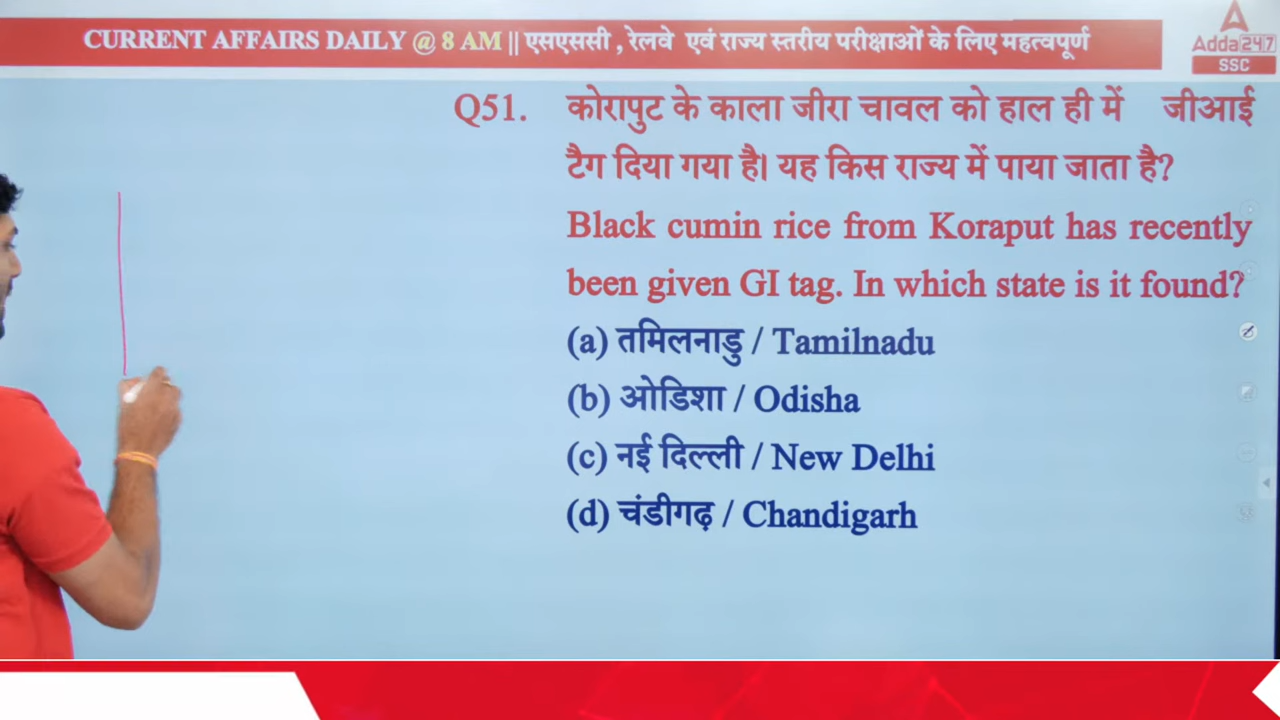 CURRENT AFFAIRS DAILY @ 8 AM || एसएससी , रेलवे एवं राज्य स्तरीय परीक्षाओं के लिए महत्वपूर्ण
Adda247
SSC
Q51. कोरापुट के काला जीरा चावल को हाल ही में जीआई
टैग दिया गया है। यह किस राज्य में पाया जाता है?
Black cumin rice from Koraput has recently
been given GI tag. In which state is it found?
(a) तमिलनाडु / Tamilnadu
(b) ओडिशा / Odisha
(c) नई दिल्ली / New Delhi
(d) चंडीगढ़ / Chandigarh